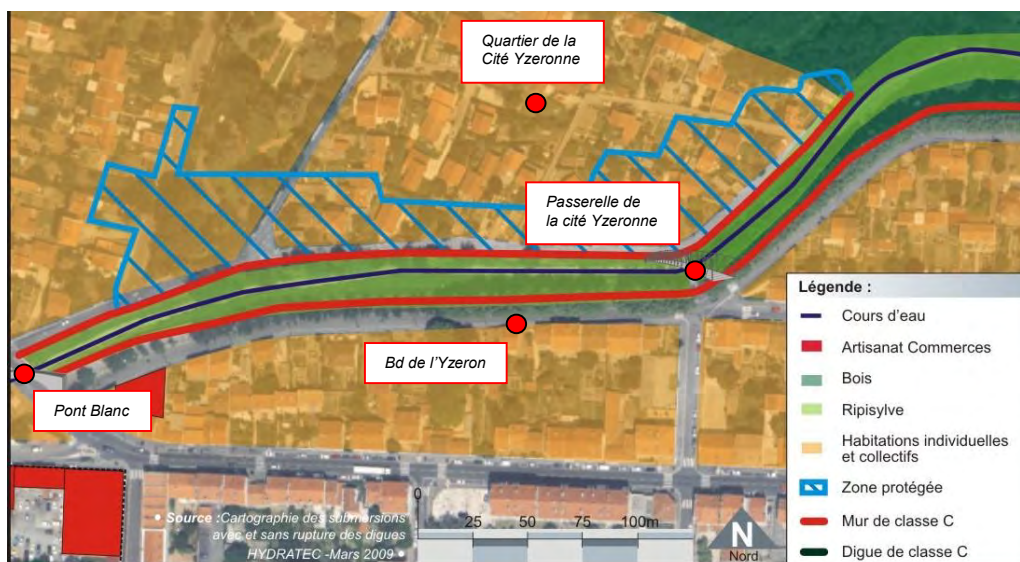 Quartier de la
Cité Yzeronne
Passerelle de
la cité Yzeronne
Bd de l'Yzeron
Pont Blanc
Légende :
Cours d'eau
Artisanat Commerces
Bois
Ripisylve
Habitations individuelles
et collectifs
Zone protégée
Mur de classe C
Digue de classe C
• Source :Cartographie des submersions
avec et sans rupture des digues
HYDRATEC -Mars 2009 •
0
25 50 75 100m
N
Nord